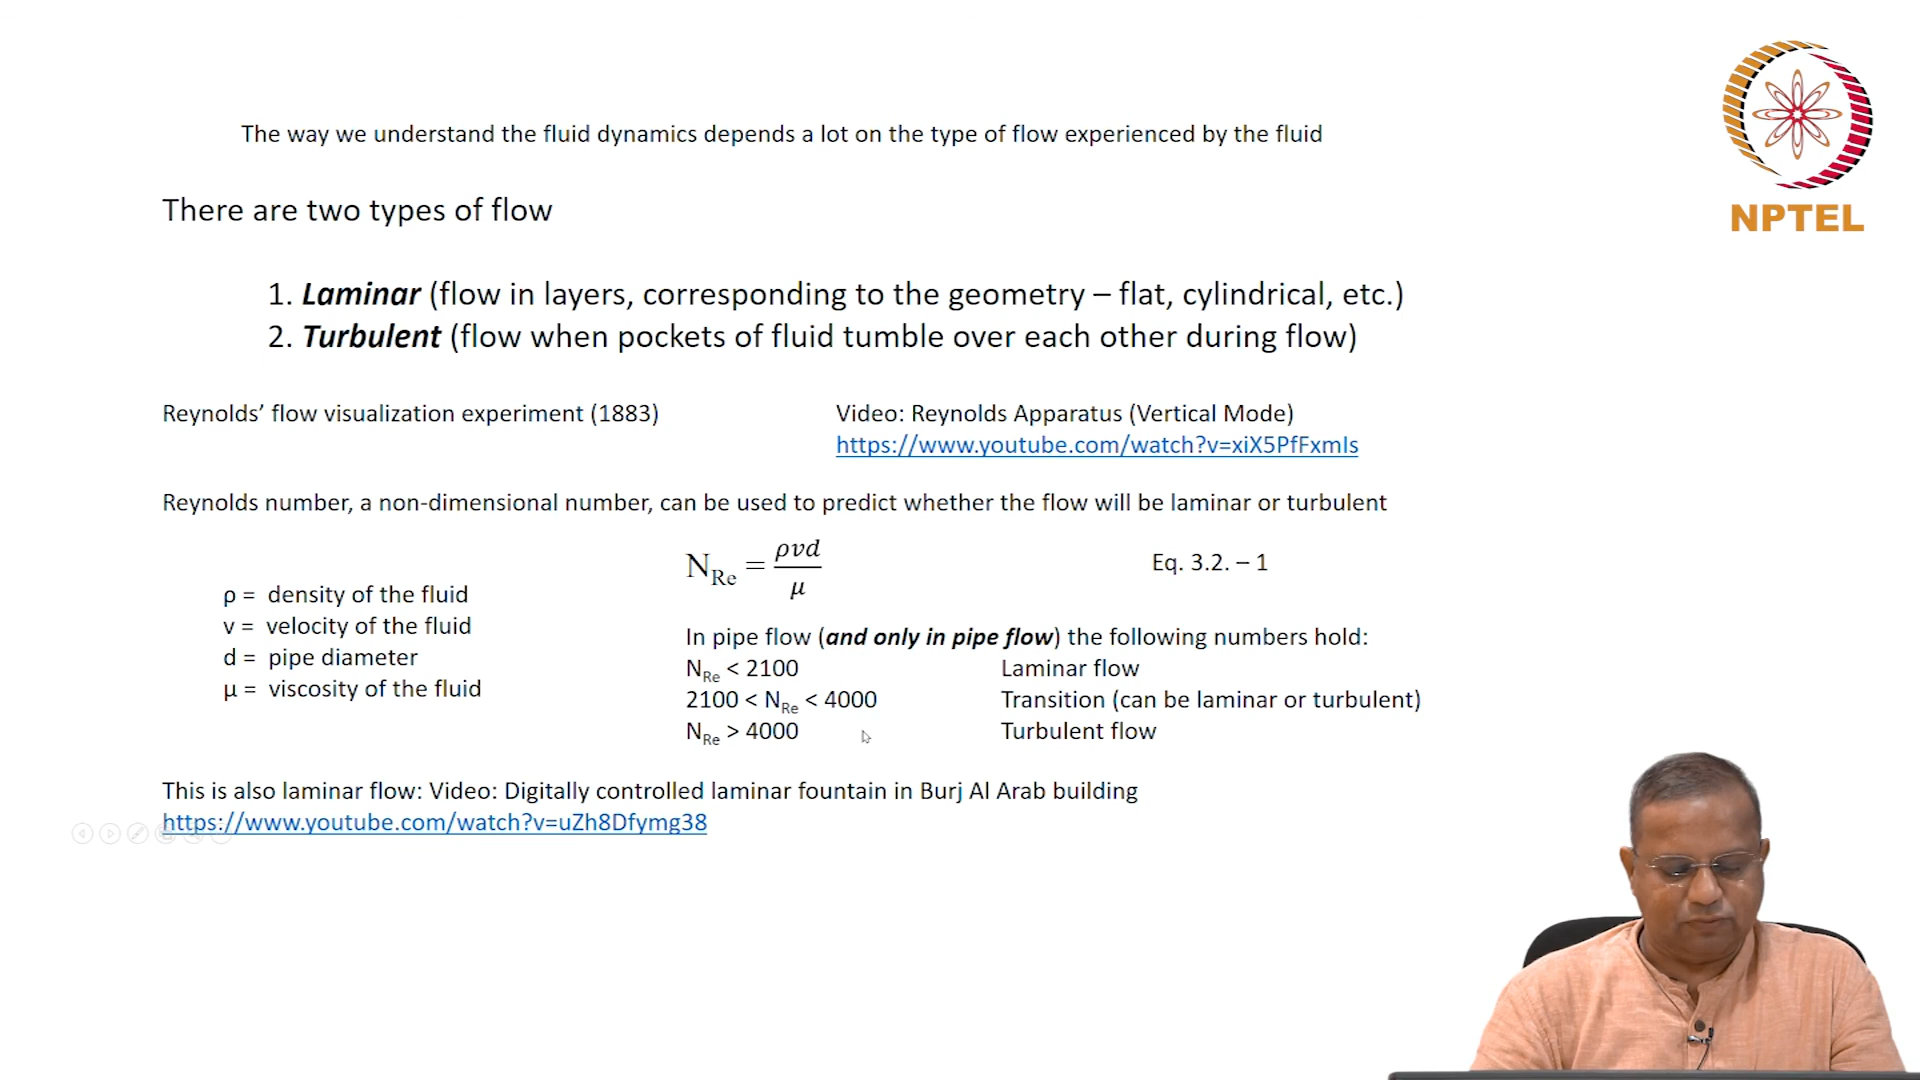 The way we understand the fluid dynamics depends a lot on the type of flow experienced by the fluid
NPTEL
There are two types of flow
1. Laminar (flow in layers, corresponding to the geometry – flat, cylindrical, etc.)
2. Turbulent (flow when pockets of fluid tumble over each other during flow)
Reynolds’ flow visualization experiment (1883)
Video: Reynolds Apparatus (Vertical Mode)
https://www.youtube.com/watch?v=xiX5PfFxmIs
Reynolds number, a non-dimensional number, can be used to predict whether the flow will be laminar or turbulent
N_Re = ρvd/μ
Eq. 3.2. – 1
ρ = density of the fluid
v = velocity of the fluid
d = pipe diameter
μ = viscosity of the fluid
In pipe flow (and only in pipe flow) the following numbers hold:
N_Re < 2100 Laminar flow
2100 < N_Re < 4000 Transition (can be laminar or turbulent)
N_Re > 4000 Turbulent flow
This is also laminar flow: Video: Digitally controlled laminar fountain in Burj Al Arab building
https://www.youtube.com/watch?v=uZh8Dfymg38